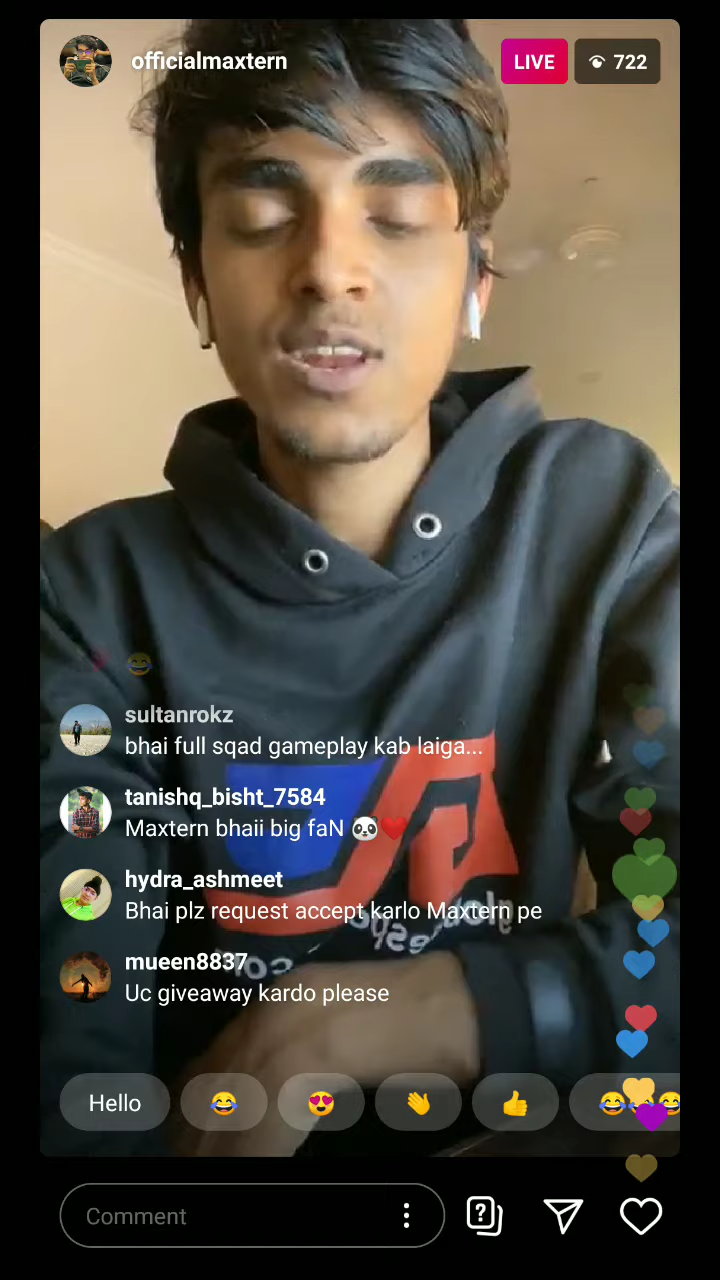 officialmaxtern
LIVE
722
sultanrokz
bhai full sqad gameplay kab laiga...
tanishq_bisht_7584
Maxtern bhaii big faN 🐼❤️
hydra_ashmeet
Bhai plz request accept karlo Maxtern pe
mueen8837
Uc giveaway kardo please
Hello
Comment